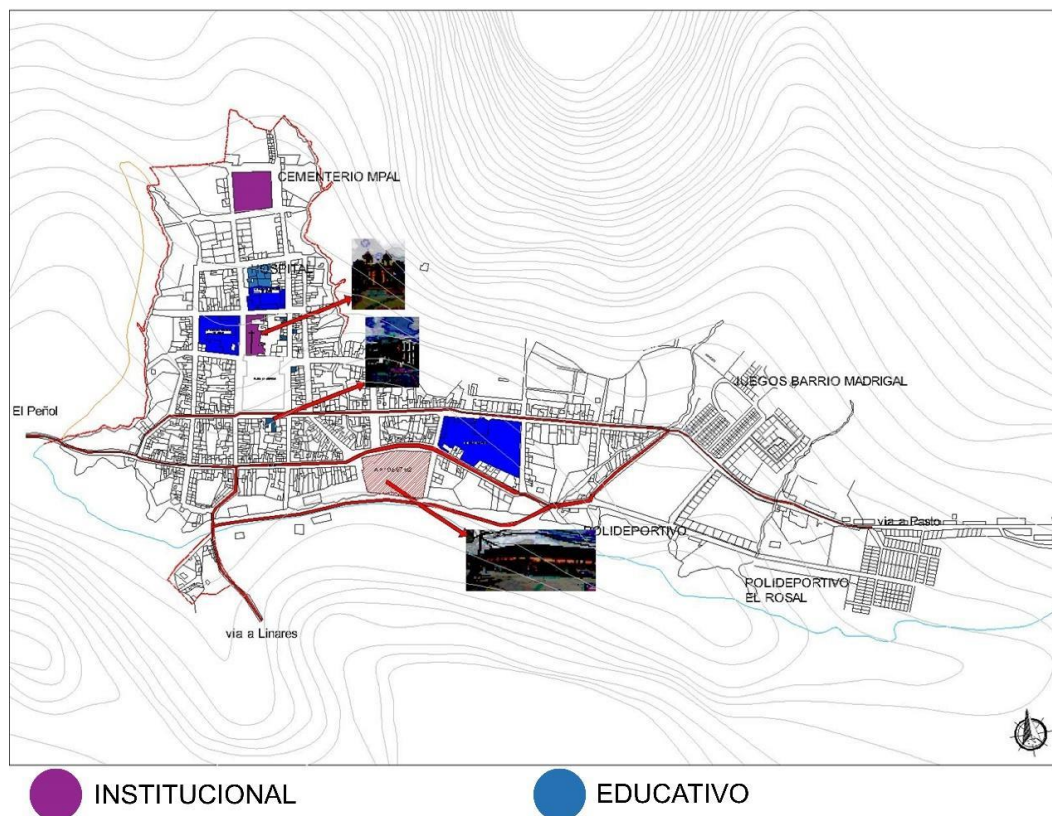 CEMENTERIO MPAL
HOSPITAL
JUEGOS BARRIO MADRIGAL
El Peñol
via a Pasto
POLIDEPORTIVO
POLIDEPORTIVO
EL ROSAL
via a Linares
INSTITUCIONAL
EDUCATIVO